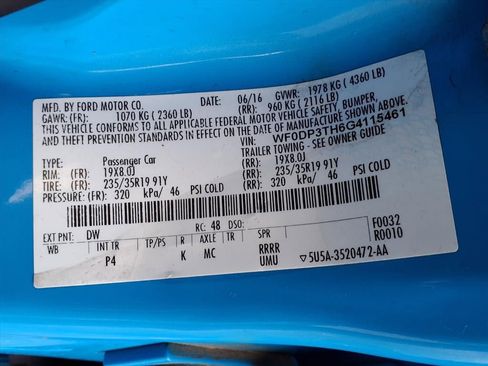 MFD. BY FORD MOTOR CO. DATE: 06/16 GVWR: 1978 KG ( 4360 LB)
GAWR: (FR) 1070 KG ( 2360 LB) (RR) 960 KG ( 2116 LB)
THIS VEHICLE CONFORMS TO ALL APPLICABLE FEDERAL MOTOR VEHICLE SAFETY, BUMPER,
AND THEFT PREVENTION STANDARDS IN EFFECT ON THE DATE OF MANUFACTURE SHOWN ABOVE.
VIN: WF0DP3TH6G4115461
Type: Passenger Car TRAILER TOWING - SEE OWNER GUIDE
RIM: (FR) 19X8.0J (RR) 19X8.0J
TIRE: (FR) 235/35R19 91Y (RR) 235/35R19 91Y
PRESSURE: (FR) 320 kPa/ 46 PSI COLD (RR) 320 kPa/ 46 PSI COLD
EXT PNT: DW RC: 48 DSO: F0032
WB INT TR TP/PS R AXLE TR SPR R0010
P4 K MC RRRR
UMU ▽5U5A-3520472-AA